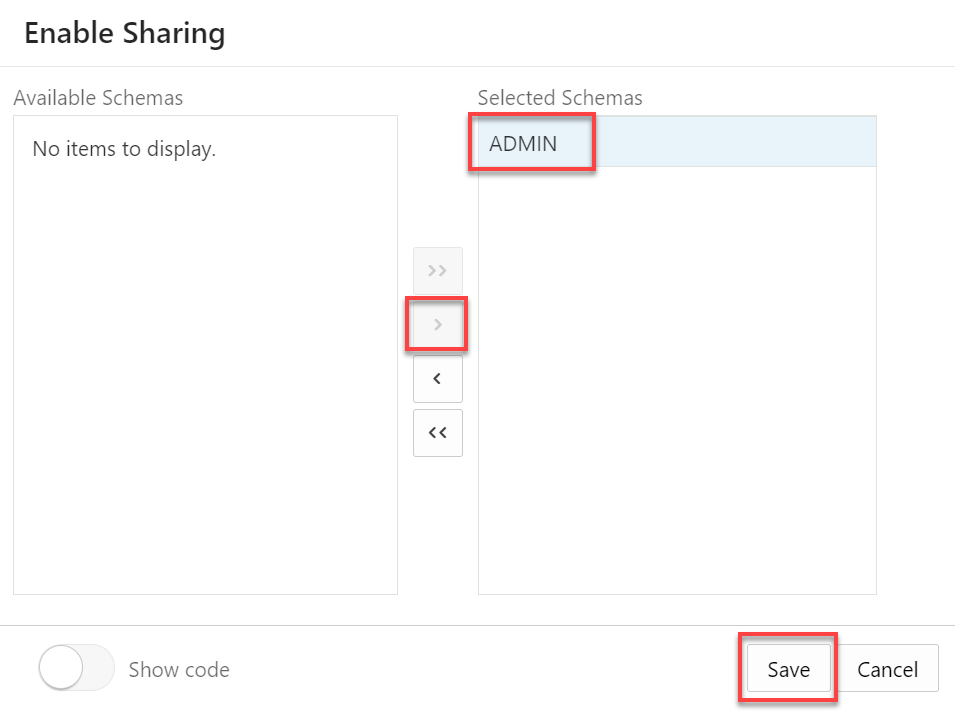 Enable Sharing
Available Schemas
Selected Schemas
No items to display.
ADMIN
>>
>
<
<<
Show code
Save
Cancel